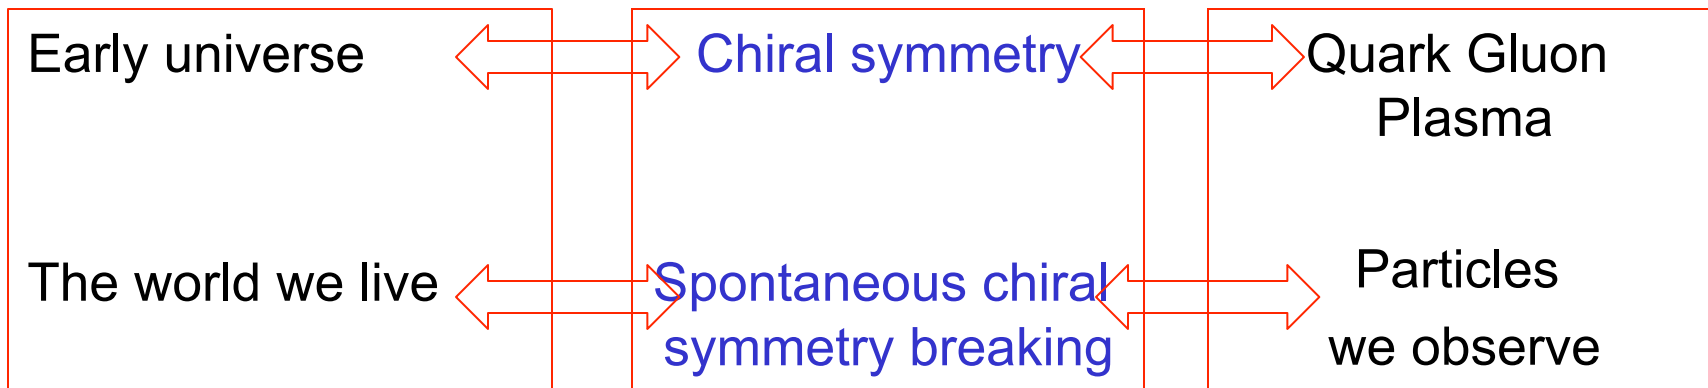 Early universe
Chiral symmetry
Quark Gluon
Plasma
The world we live
Spontaneous chiral
symmetry breaking
Particles
we observe